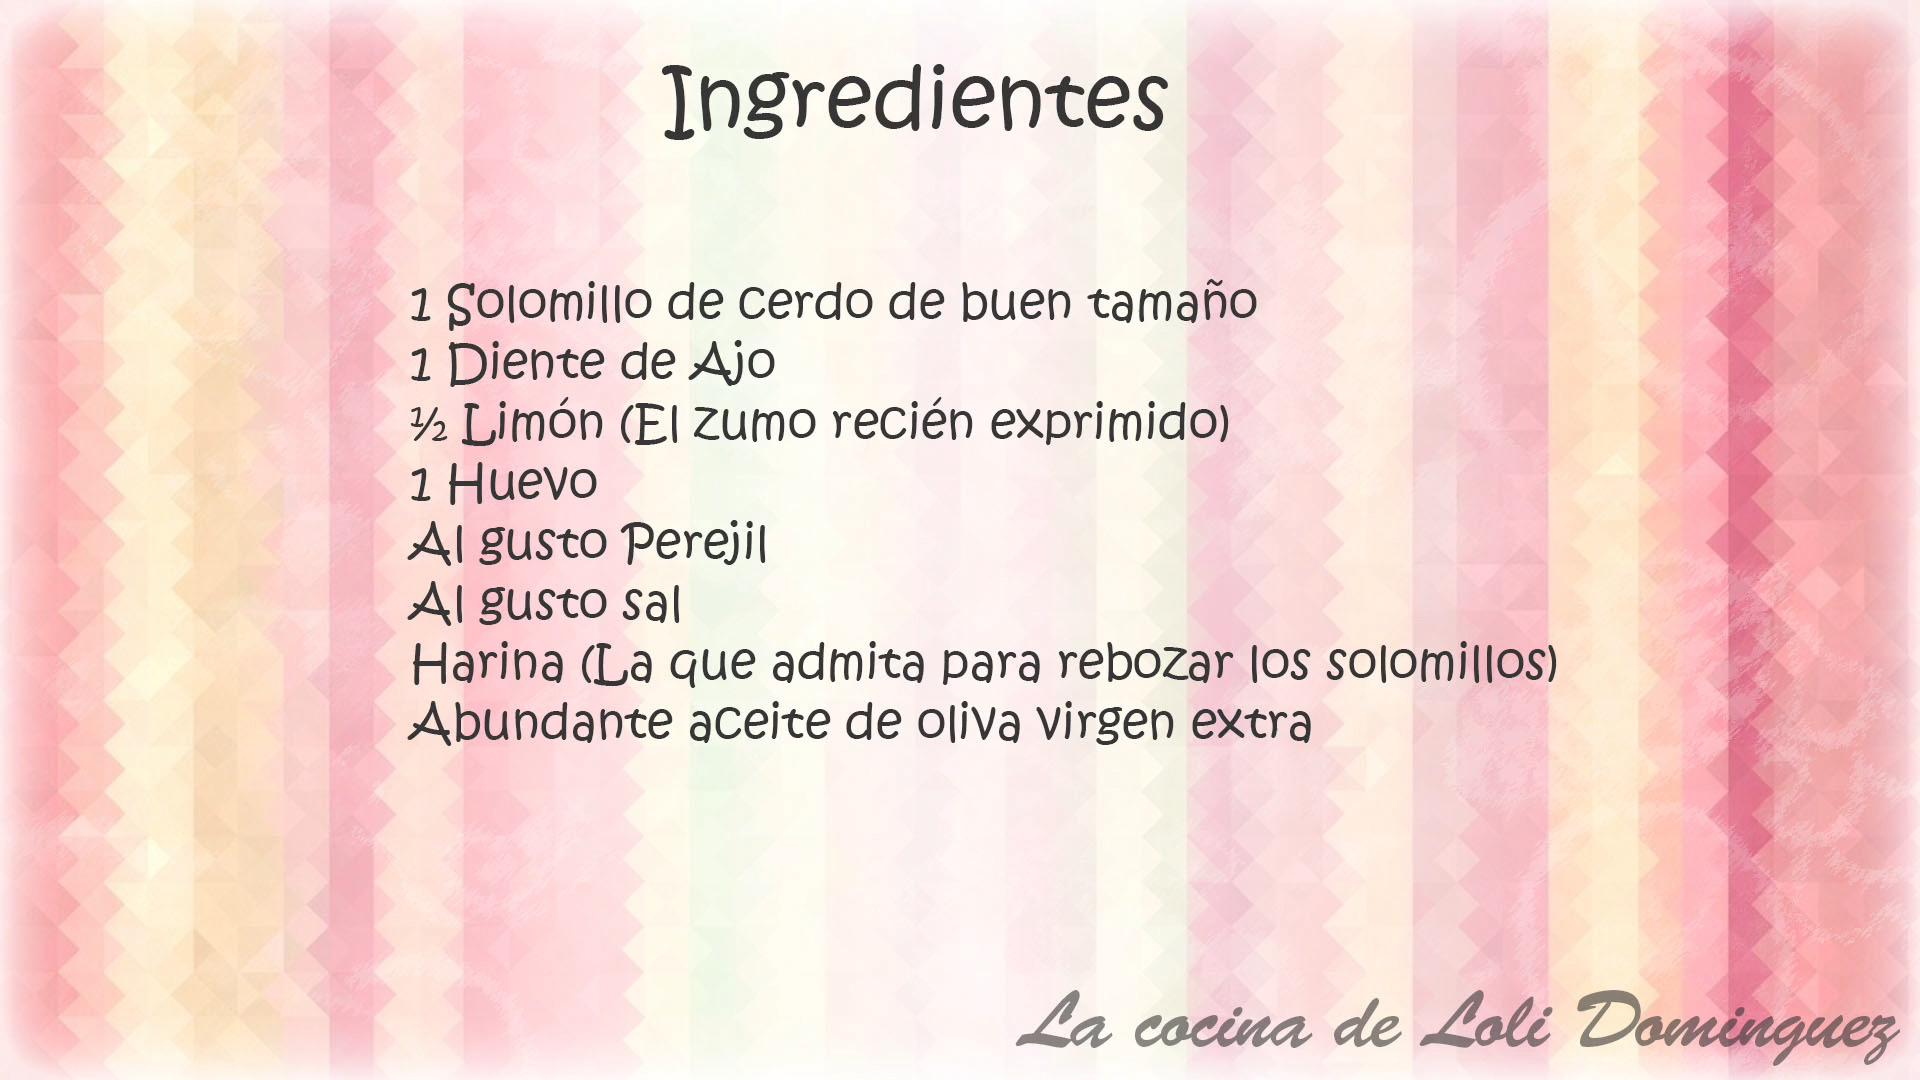 Ingredientes
1 Solomillo de cerdo de buen tamaño
1 Diente de Ajo
½ Limón (El zumo recién exprimido)
1 Huevo
Al gusto Perejil
Al gusto sal
Harina (La que admita para rebozar los solomillos)
Abundante aceite de oliva virgen extra
La cocina de Loli Dominguez